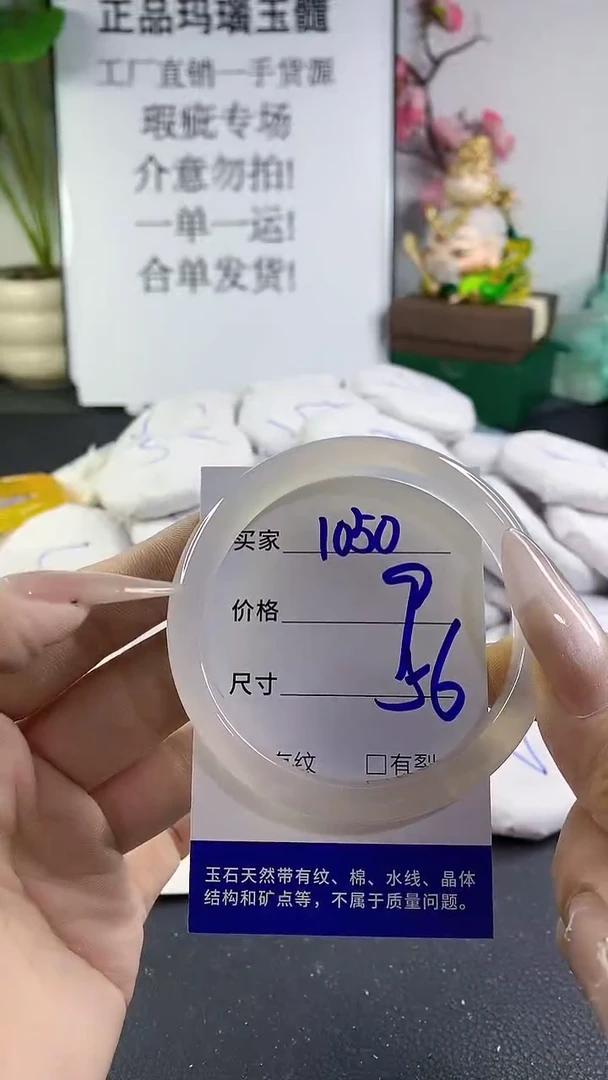 正品玛瑙玉髓
工厂直销一手货源
瑕疵专场
介意勿拍!
一单一运!
合单发货!
买家 1050
价格
尺寸 56
有纹 □有裂
玉石天然带有纹、棉、水线、晶体
结构和矿点等，不属于质量问题。